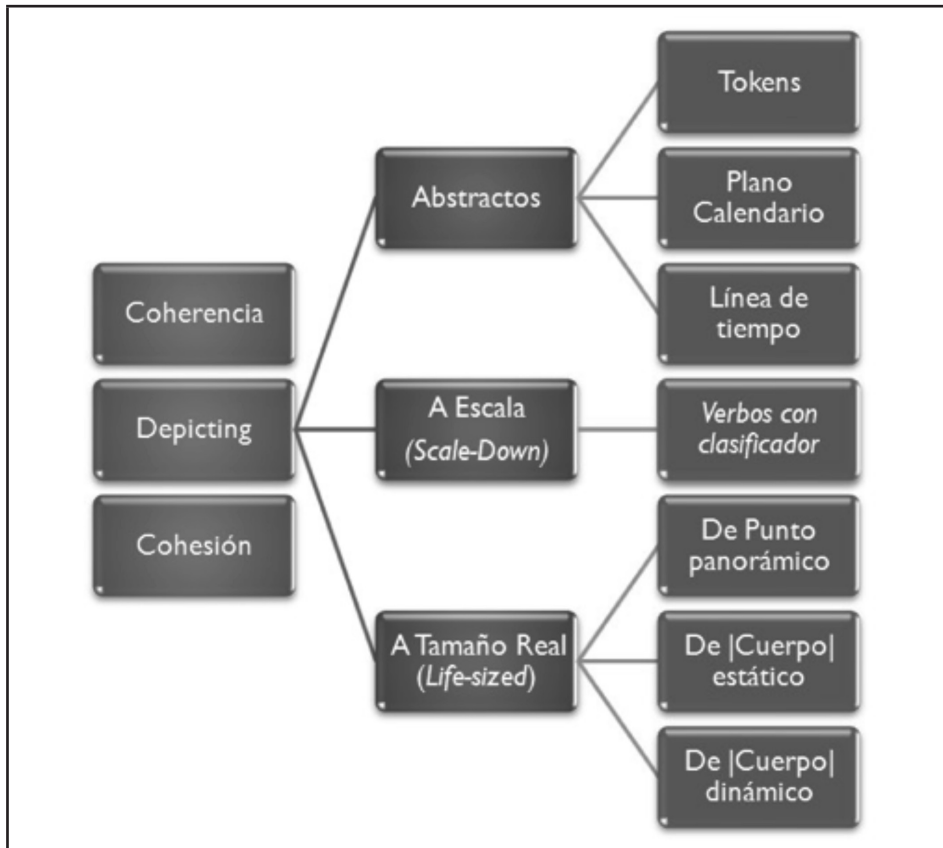 Coherencia
Depicting
Cohesión
Abstractos
A Escala
(Scale-Down)
A Tamaño Real
(Life-sized)
Tokens
Plano
Calendario
Línea de
tiempo
Verbos con
clasificador
De Punto
panorámico
De |Cuerpo|
estático
De |Cuerpo|
dinámico